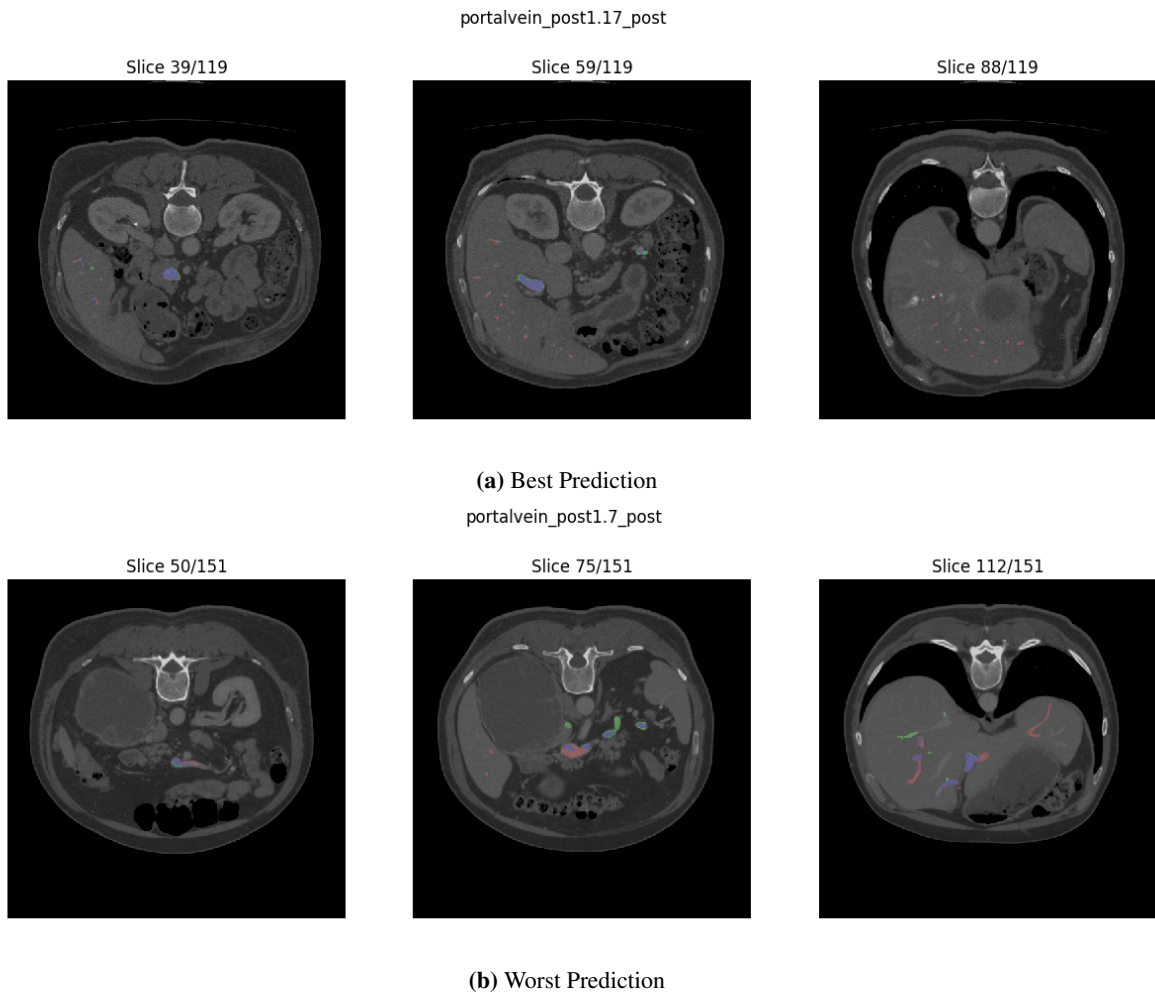 portalvein_post1.17_post
Slice 39/119
Slice 59/119
Slice 88/119
(a) Best Prediction
portalvein_post1.7_post
Slice 50/151
Slice 75/151
Slice 112/151
(b) Worst Prediction